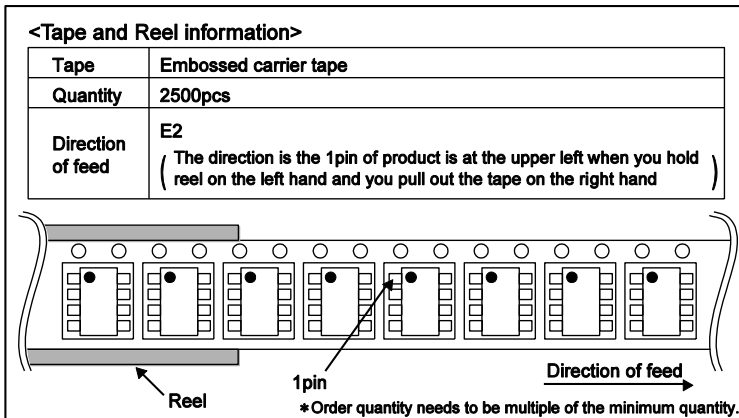 <Tape and Reel information>
Tape Embossed carrier tape
Quantity 2500pcs
Direction of feed E2
( The direction is the 1pin of product is at the upper left when you hold
reel on the left hand and you pull out the tape on the right hand )
Reel
1pin
Direction of feed
*Order quantity needs to be multiple of the minimum quantity.